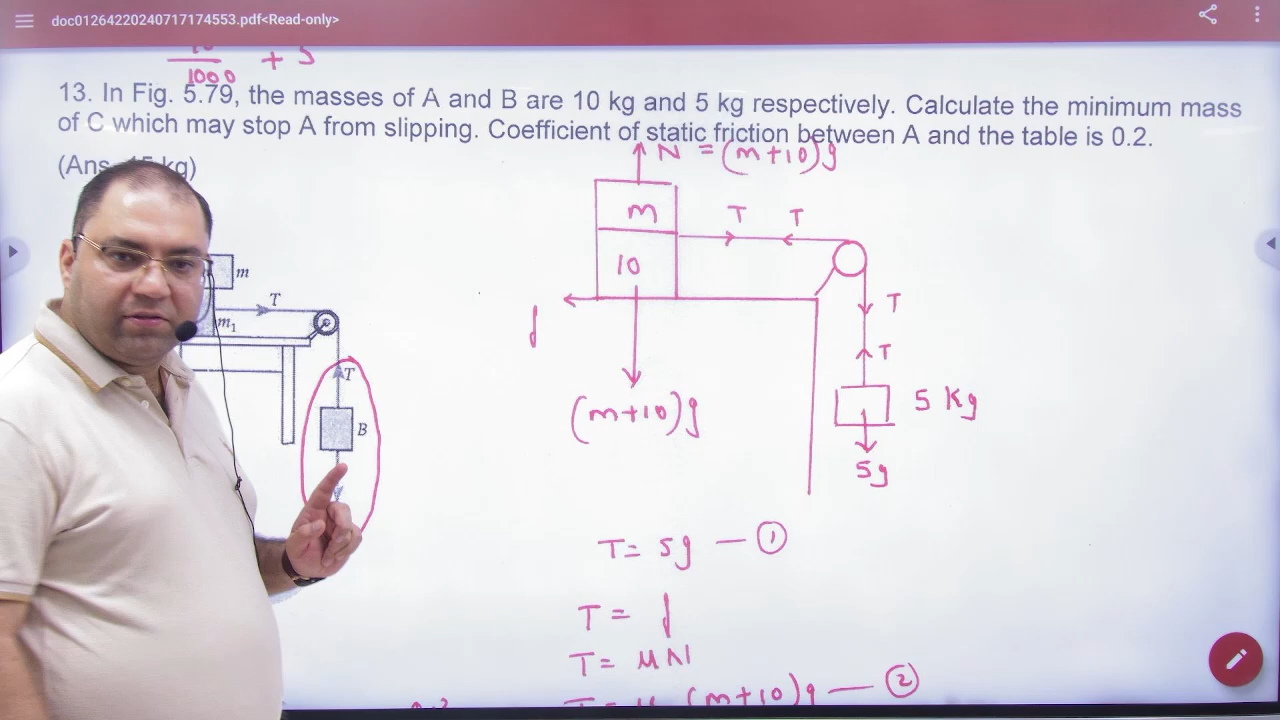 doc01264220240717174553.pdf<Read-only>
1000 + 5
13. In Fig. 5.79, the masses of A and B are 10 kg and 5 kg respectively. Calculate the minimum mass
of C which may stop A from slipping. Coefficient of static friction between A and the table is 0.2.
(Ans kg)
N = (m+10)g
m
T T
10
m
T
m₁
T
B
f
T
T
5 Kg
5g
(m+10)g
T = 5g — ①
T = f
T = μN
(m+10)g — ②